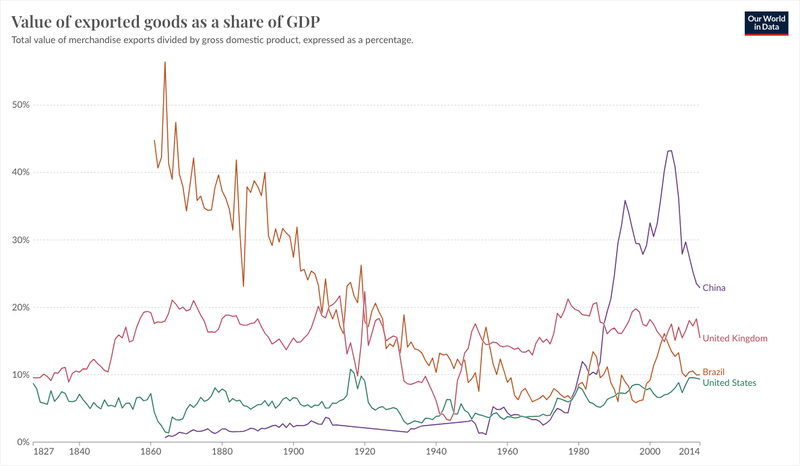 Value of exported goods as a share of GDP
Our World
in Data
Total value of merchandise exports divided by gross domestic product, expressed as a percentage.
50%
40%
30%
China
20%
United Kingdom
10%
Brazil
United States
0%
1827 1840 1860 1880 1900 1920 1940 1960 1980 2000 2014